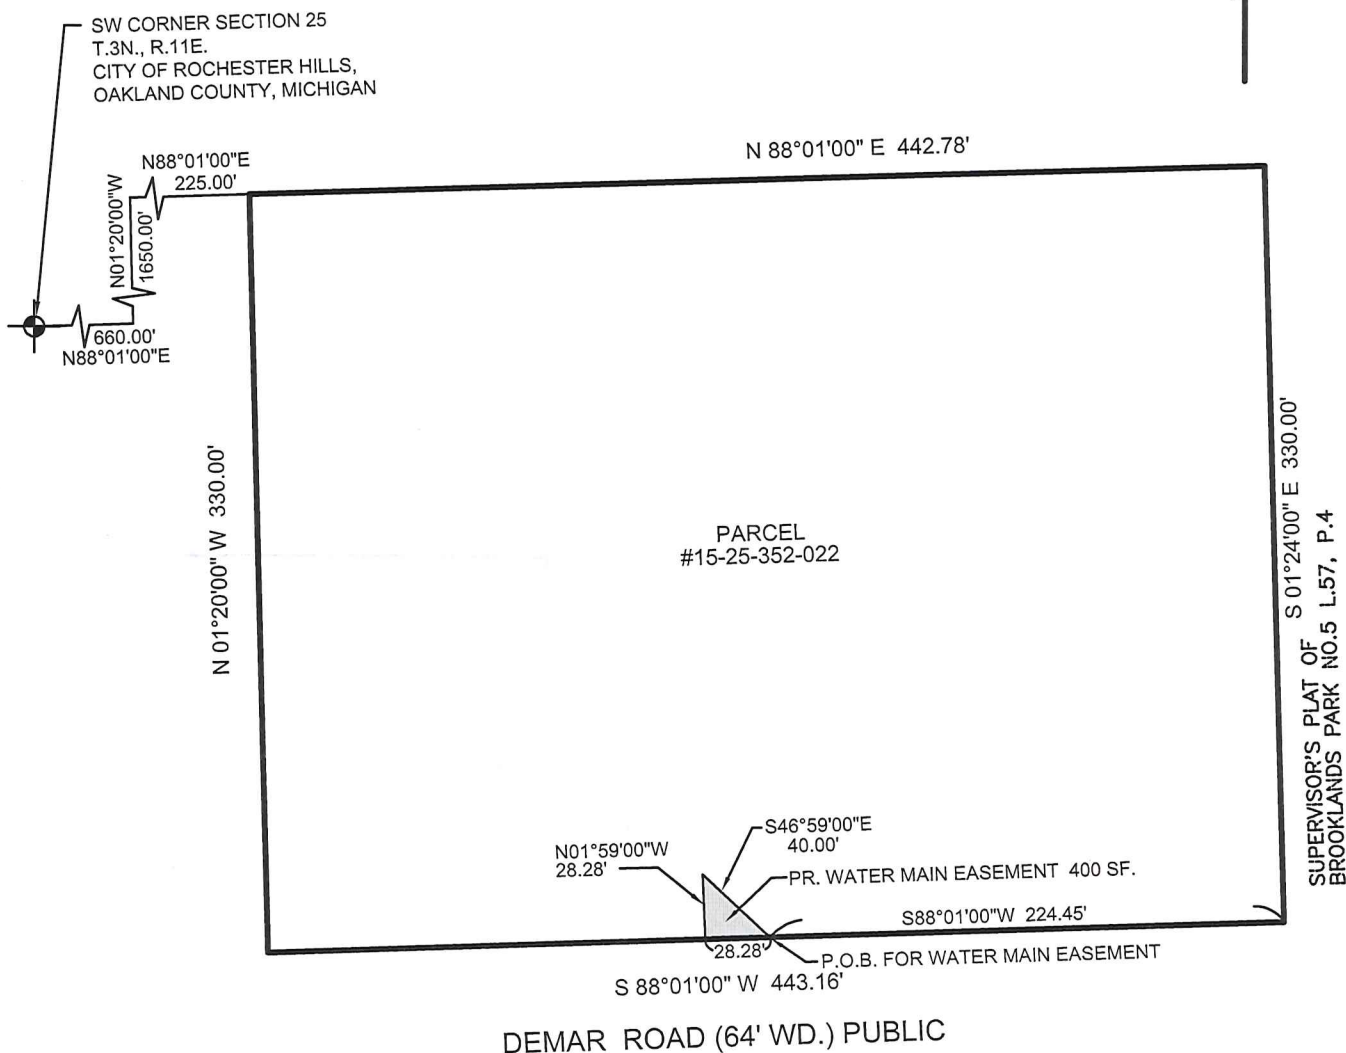 SW CORNER SECTION 25
T.3N., R.11E.
CITY OF ROCHESTER HILLS,
OAKLAND COUNTY, MICHIGAN
N88°01'00"E
225.00'
N 88°01'00" E 442.78'
N01°20'00"W
1650.00'
660.00'
N88°01'00"E
N 01°20'00" W 330.00'
PARCEL
#15-25-352-022
S 01°24'00" E 330.00'
SUPERVISOR'S PLAT OF
BROOKLANDS PARK NO.5 L.57, P.4
S46°59'00"E
40.00'
N01°59'00"W
28.28'
PR. WATER MAIN EASEMENT 400 SF.
S88°01'00"W 224.45'
28.28'
P.O.B. FOR WATER MAIN EASEMENT
S 88°01'00" W 443.16'
DEMAR ROAD (64' WD.) PUBLIC